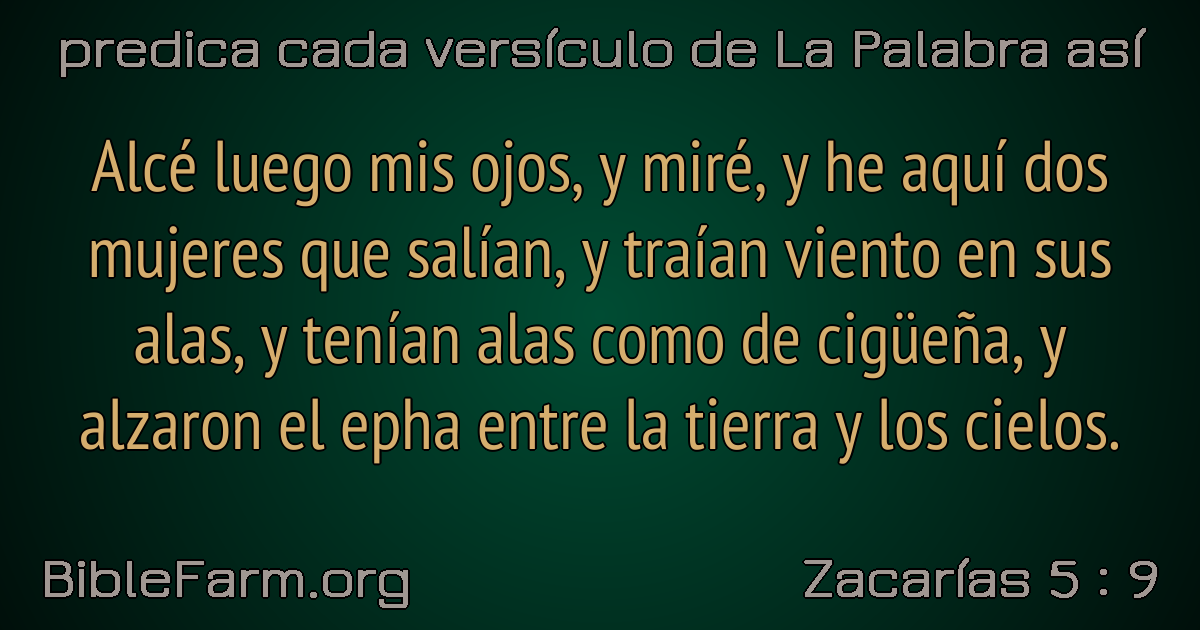 predica cada versículo de La Palabra así
Alcé luego mis ojos, y miré, y he aquí dos
mujeres que salían, y traían viento en sus
alas, y tenían alas como de cigüeña, y
alzaron el epha entre la tierra y los cielos.
BibleFarm.org
Zacarías 5 : 9